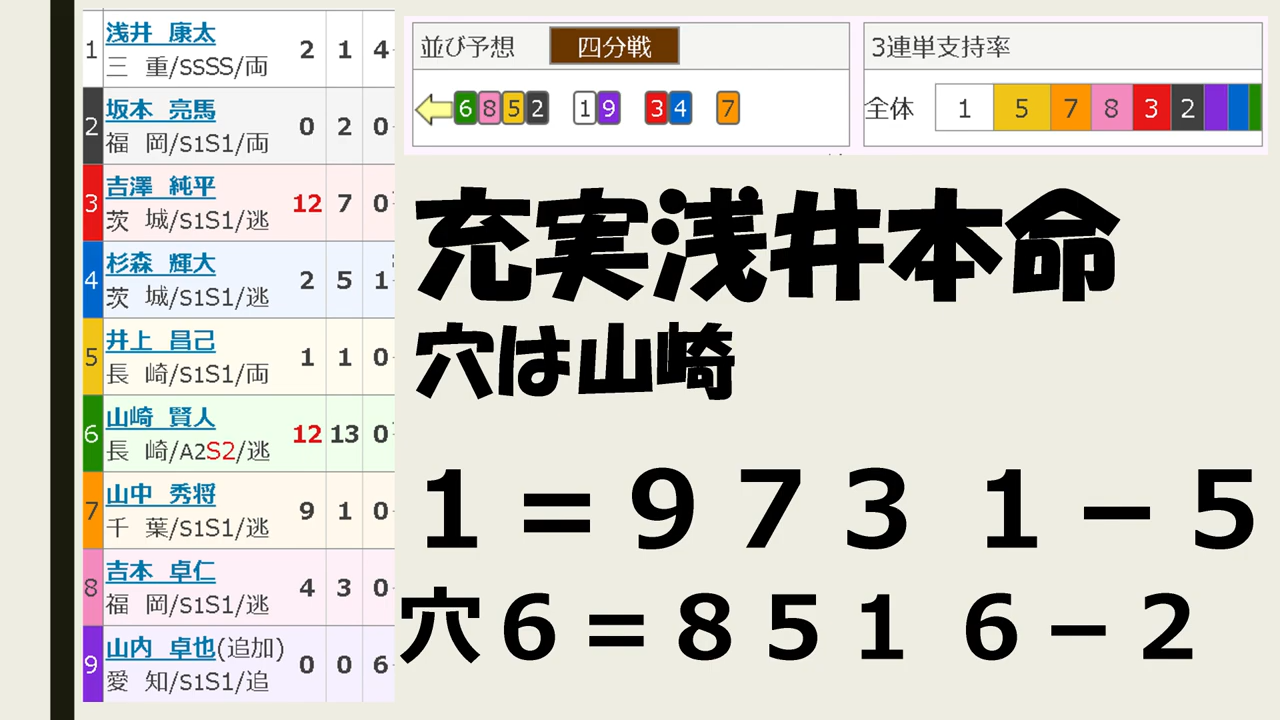 1 浅井 康太 2 1 4
三 重/SSSS/両
2 坂本 亮馬 0 2 0
福 岡/S1S1/両
3 吉澤 純平 12 7 0
茨 城/S1S1/逃
4 杉森 輝大 2 5 1
茨 城/S1S1/逃
5 井上 昌己 1 1 0
長 崎/S1S1/両
6 山崎 賢人 12 13 0
長 崎/A2S2/逃
7 山中 秀将 9 1 0
千 葉/S1S1/逃
8 吉本 卓仁 4 3 0
福 岡/S1S1/逃
9 山内 卓也(追加) 0 0 6
愛 知/S1S1/追
並び予想 四分戦
6 8 5 2 1 9 3 4 7
3連単支持率
全体 1 5 7 8 3 2
充実浅井本命
穴は山崎
1=973 1-5
穴6=851 6-2